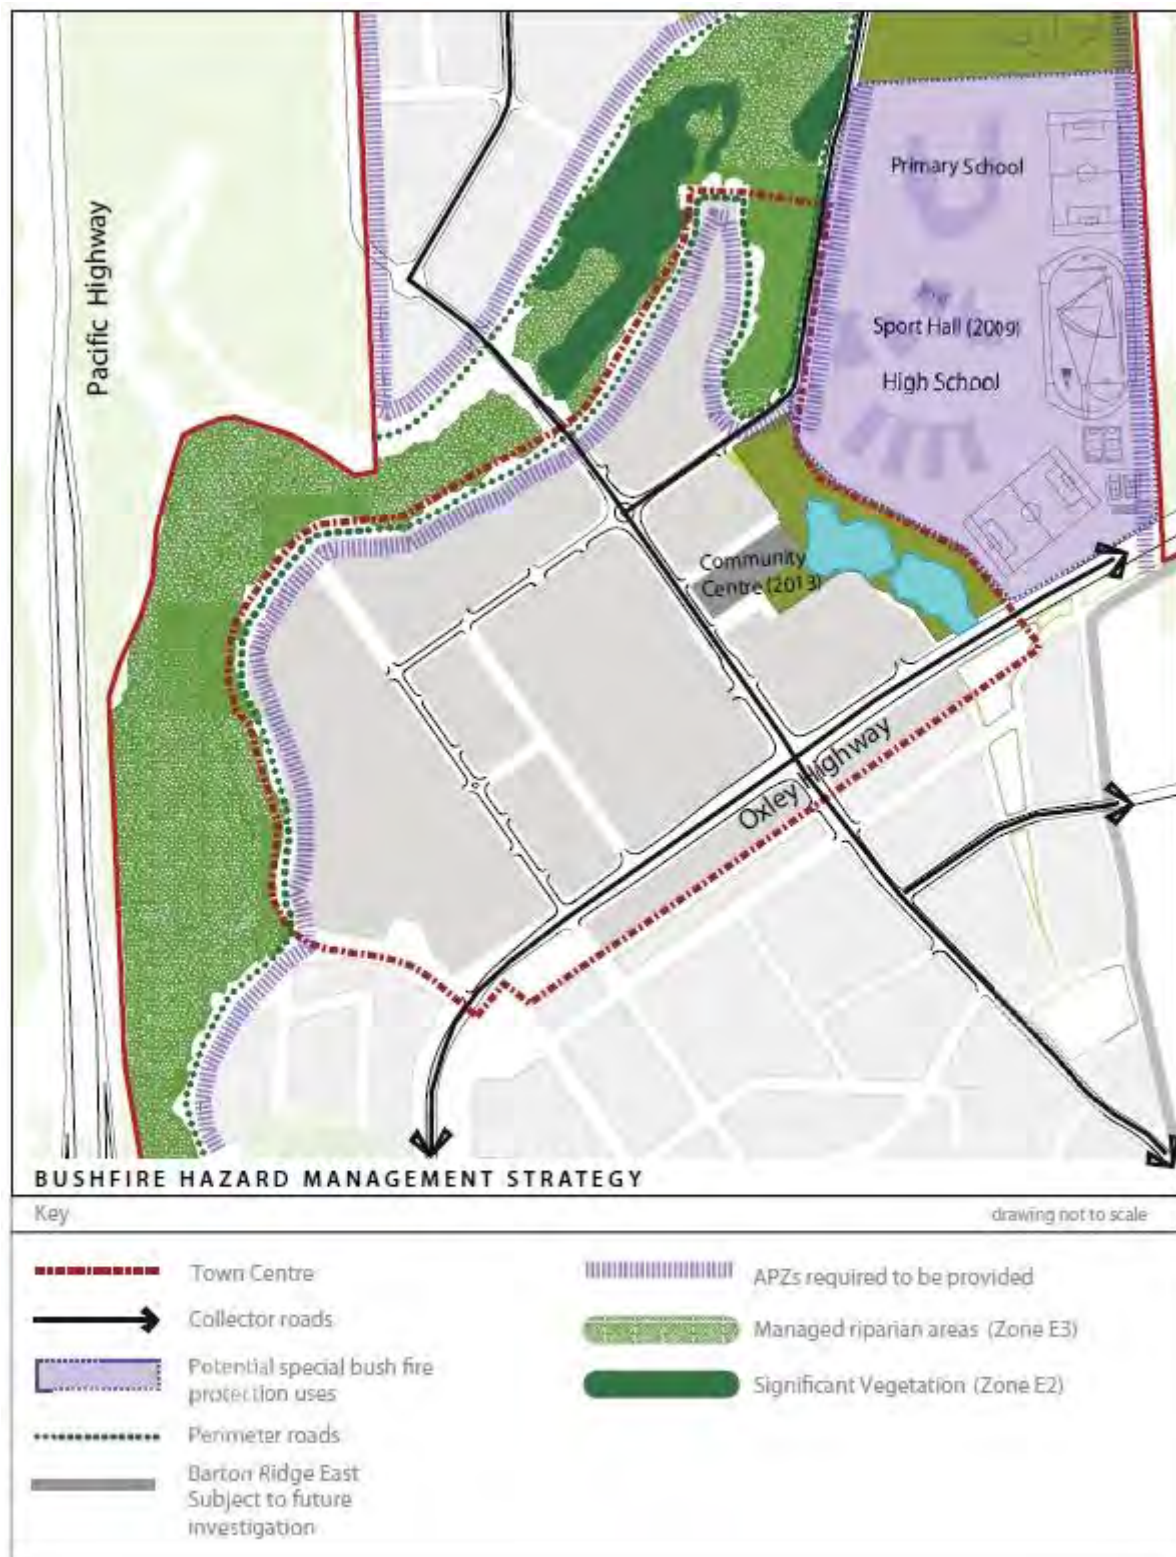 Primary School
Pacific Highway
Sport Hall (2009)
High School
Community
Centre (2013)
Oxley Highway
BUSHFIRE HAZARD MANAGEMENT STRATEGY
Key
drawing not to scale
Town Centre
Collector roads
Potential special bush fire
protection uses
Perimeter roads
Barton Ridge East
Subject to future
investigation
APZs required to be provided
Managed riparian areas (Zone E3)
Significant Vegetation (Zone E2)